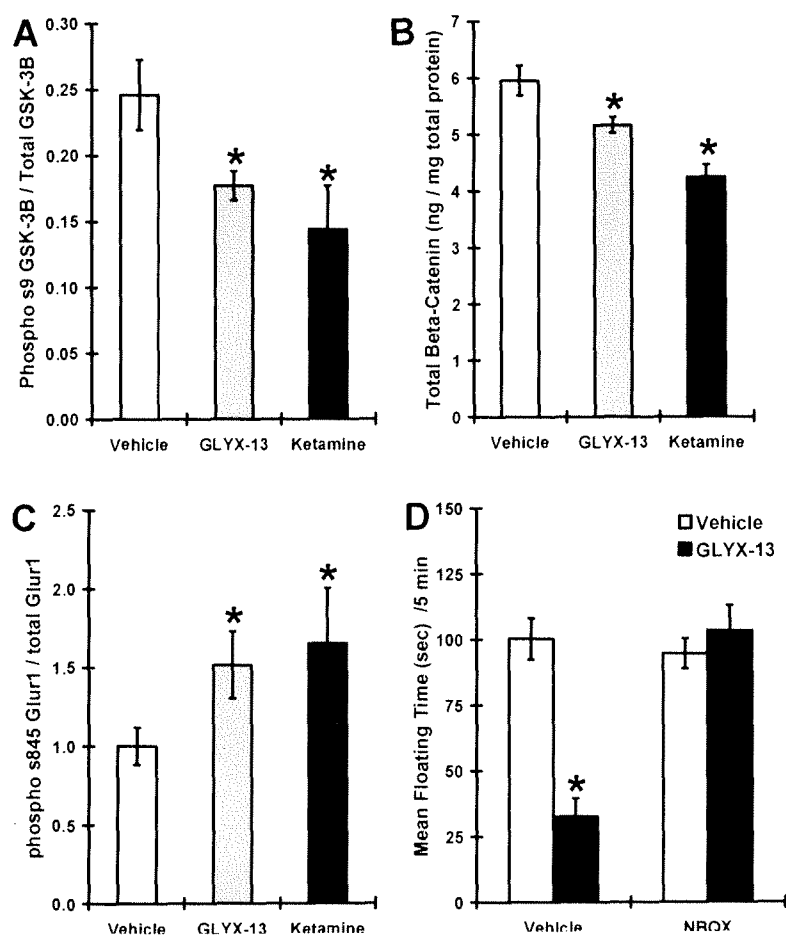 A
Phospho s9 GSK-3B / Total GSK-3B
0.30
0.25
0.20
0.15
0.10
0.05
0.00
*
*
Vehicle
GLYX-13
Ketamine
B
Total Beta-Catenin (ng / mg total protein)
7
6
5
4
3
2
1
0
*
*
Vehicle
GLYX-13
Ketamine
C
phospho s845 Glur1 / total Glur1
2.5
2.0
1.5
1.0
0.5
0.0
*
*
Vehicle
GLYX-13
Ketamine
D
Mean Floating Time (sec) /5 min
150
125
100
75
50
25
0
Vehicle
GLYX-13
*
Vehicle
NBQX